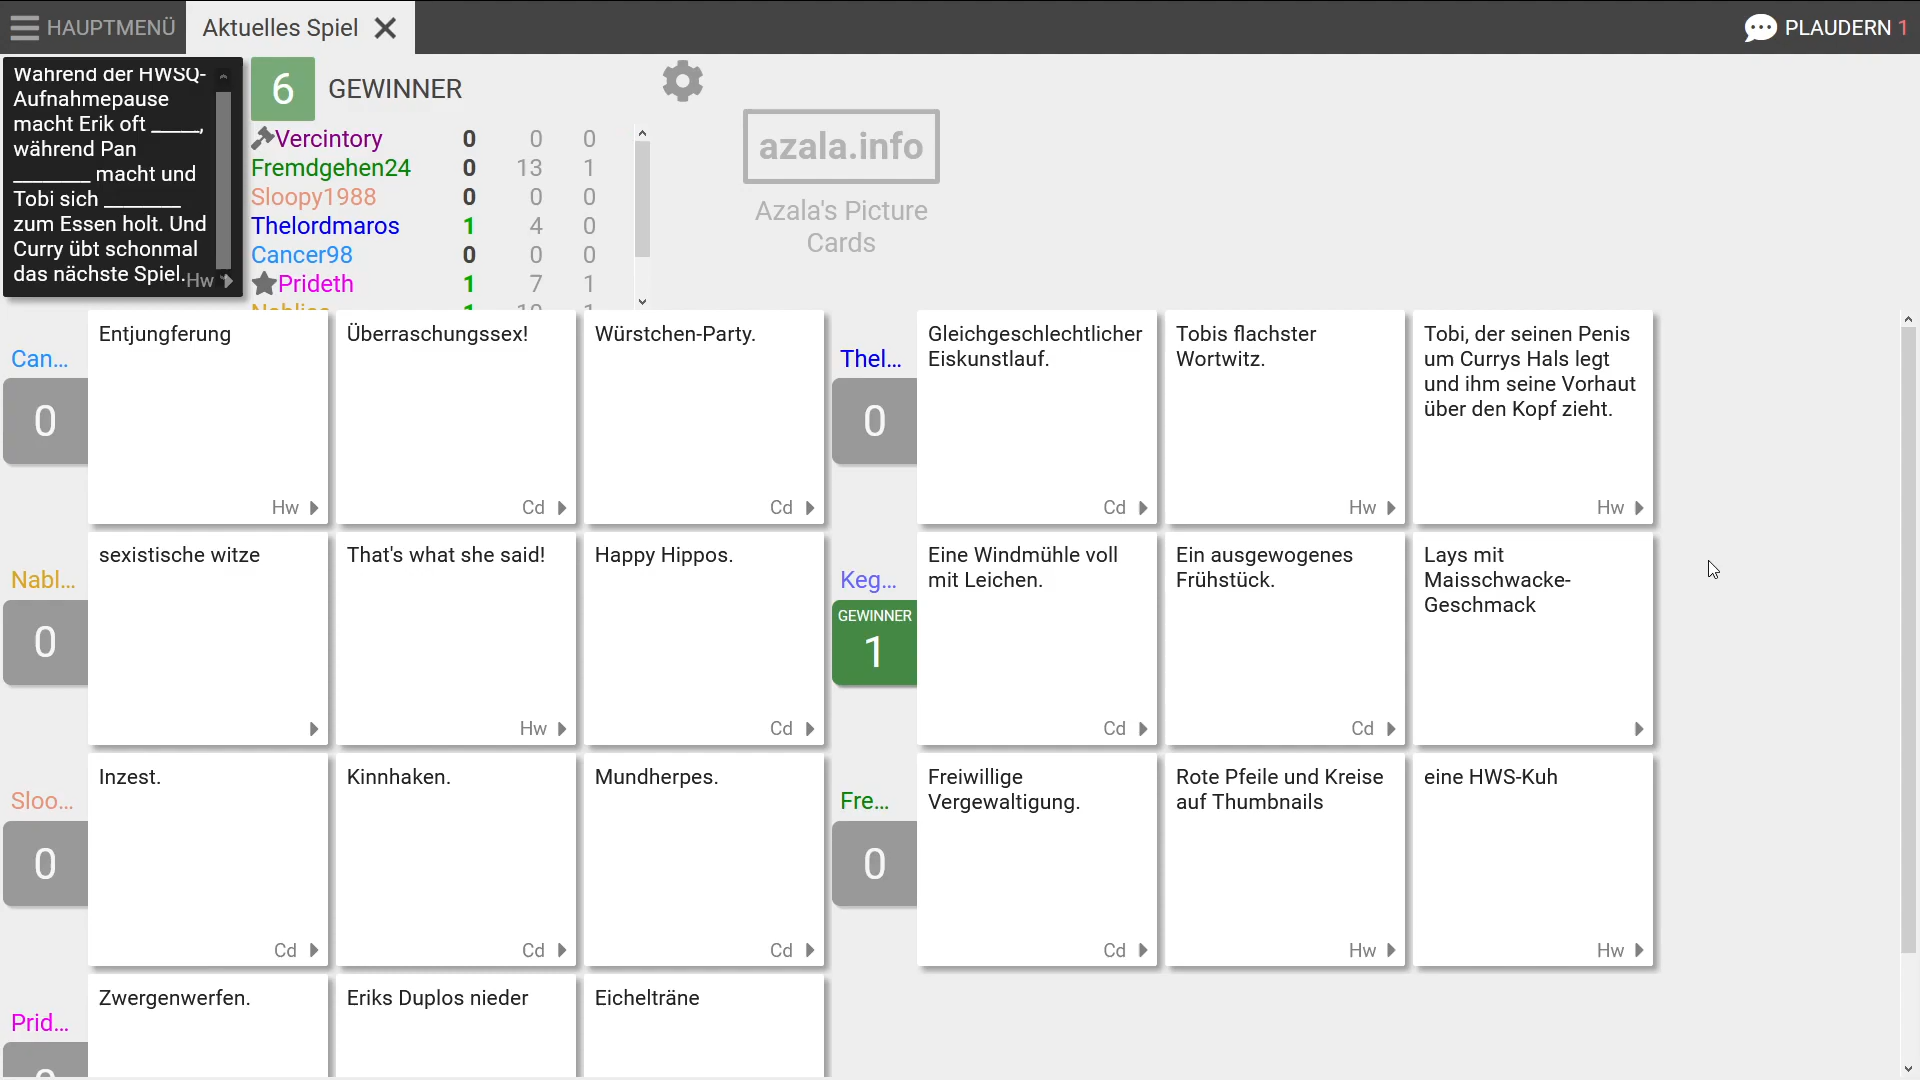 HAUPTMENÜ
Aktuelles Spiel
PLAUDERN 1
Während der HWSQ-
Aufnahmepause
macht Erik oft _____,
während Pan
________ macht und
Tobi sich ________
zum Essen holt. Und
Curry übt schonmal
das nächste Spiel.
Hw
6 GEWINNER
Vercintory 0 0 0
Fremdgehen24 0 13 1
Sloopy1988 0 0 0
Thelordmaros 1 4 0
Cancer98 0 0 0
Prideth 1 7 1
azala.info
Azala's Picture
Cards
Can...
0
Entjungferung
Hw
Überraschungssex!
Cd
Würstchen-Party.
Cd
Thel...
0
Gleichgeschlechtlicher
Eiskunstlauf.
Cd
Tobis flachster
Wortwitz.
Hw
Tobi, der seinen Penis
um Currys Hals legt
und ihm seine Vorhaut
über den Kopf zieht.
Hw
Nabl...
0
sexistische witze
That's what she said!
Hw
Happy Hippos.
Cd
Keg...
GEWINNER
1
Eine Windmühle voll
mit Leichen.
Cd
Ein ausgewogenes
Frühstück.
Cd
Lays mit
Maisschwacke-
Geschmack
Sloo...
0
Inzest.
Cd
Kinnhaken.
Cd
Mundherpes.
Cd
Fre...
0
Freiwillige
Vergewaltigung.
Cd
Rote Pfeile und Kreise
auf Thumbnails
Hw
eine HWS-Kuh
Hw
Prid...
Zwergenwerfen.
Eriks Duplos nieder
Eichelträne